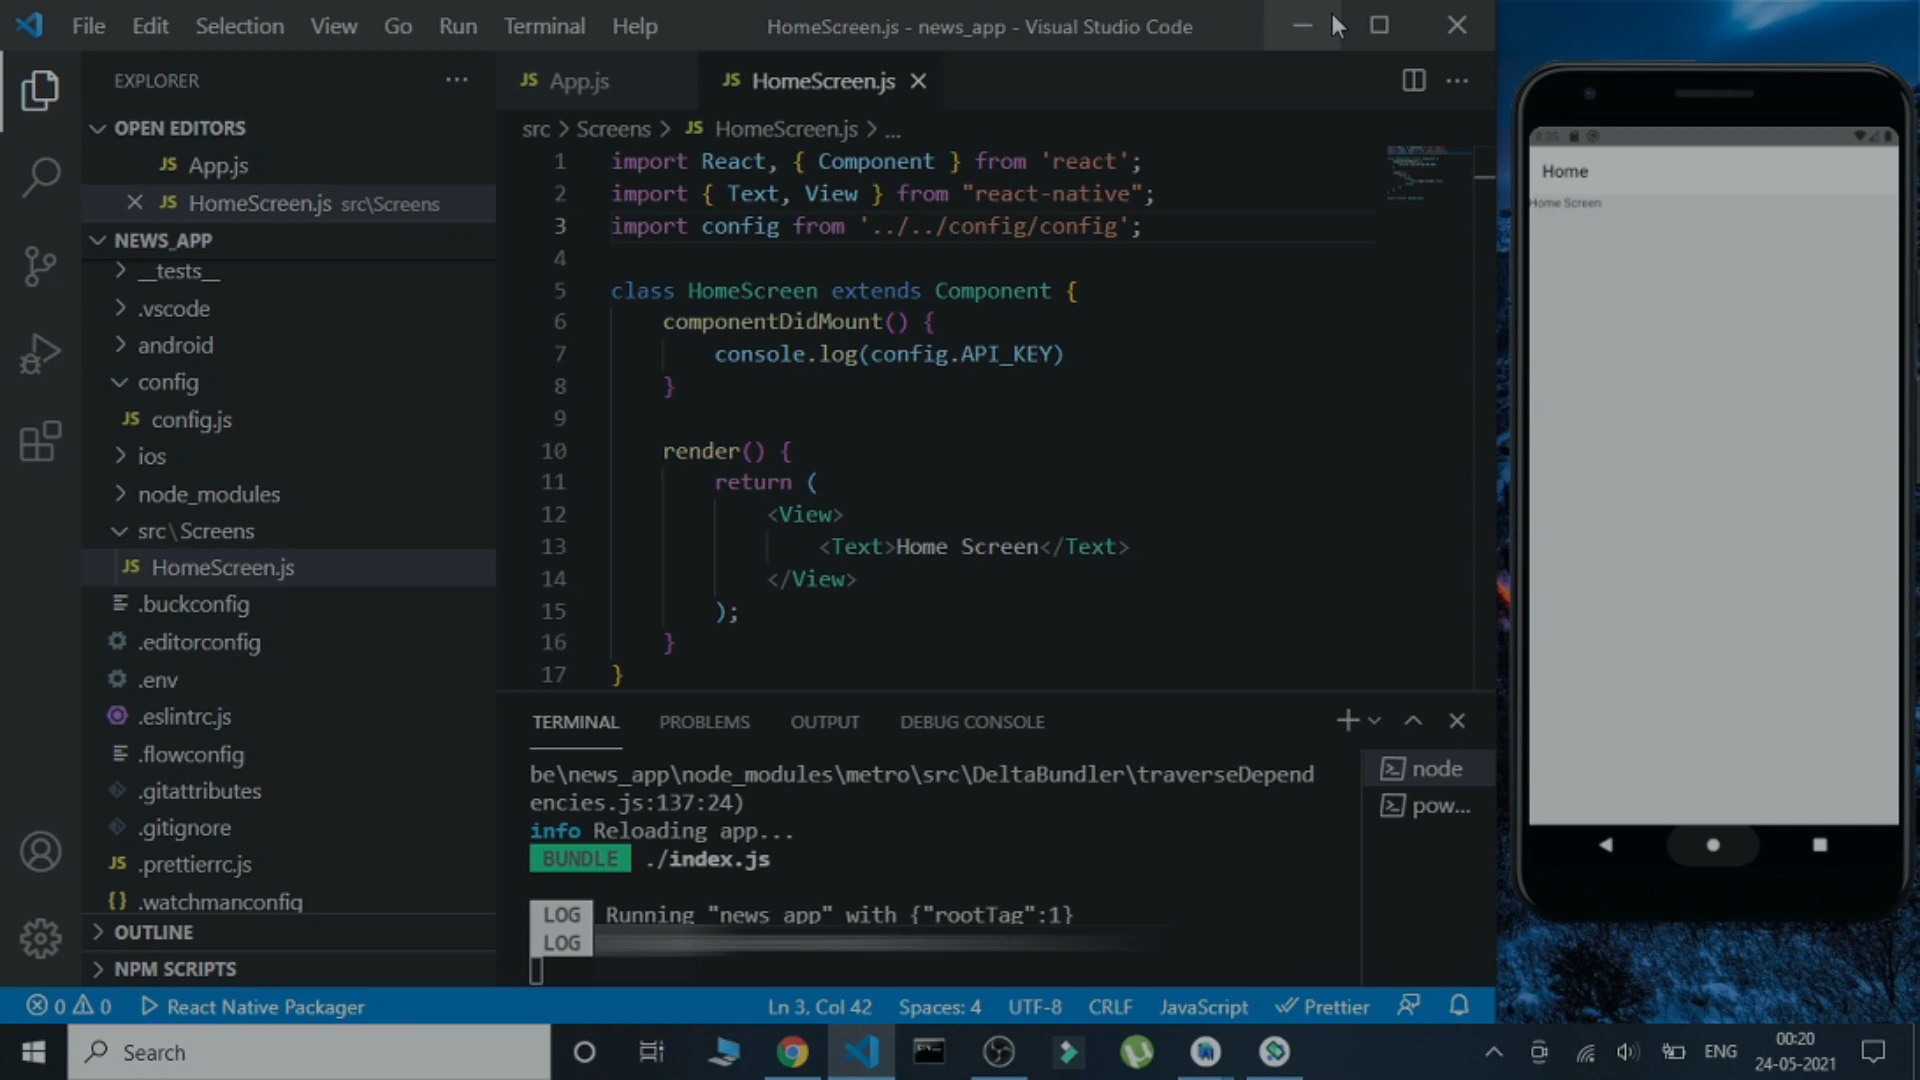 File Edit Selection View Go Run Terminal Help
HomeScreen.js - news_app - Visual Studio Code
EXPLORER
OPEN EDITORS
JS App.js
JS HomeScreen.js src\Screens
NEWS_APP
__tests__
.vscode
android
config
JS config.js
ios
node_modules
src\Screens
JS HomeScreen.js
.buckconfig
.editorconfig
.env
.eslintrc.js
.flowconfig
.gitattributes
.gitignore
JS .prettierrc.js
{} .watchmanconfig
OUTLINE
NPM SCRIPTS
JS App.js
JS HomeScreen.js
src > Screens > JS HomeScreen.js > ...
1 import React, { Component } from 'react';
2 import { Text, View } from "react-native";
3 import config from '../../config/config';
4
5 class HomeScreen extends Component {
6 componentDidMount() {
7 console.log(config.API_KEY)
8 }
9
10 render() {
11 return (
12 <View>
13 <Text>Home Screen</Text>
14 </View>
15 );
16 }
17 }
TERMINAL PROBLEMS OUTPUT DEBUG CONSOLE
be\news_app\node_modules\metro\src\DeltaBundler\traverseDepend
encies.js:137:24)
info Reloading app...
BUNDLE ./index.js
LOG Running "news_app" with {"rootTag":1}
LOG
node
pow...
0 0 React Native Packager
Ln 3, Col 42 Spaces: 4 UTF-8 CRLF JavaScript Prettier
Home
Home Screen
Search
ENG
00:20
24-05-2021